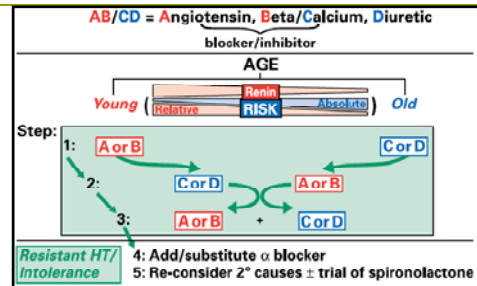 AB/CD = Angiotensin, Beta/Calcium, Diuretic
blocker/inhibitor
AGE
Renin
Young ( Relative RISK Absolute ) Old
Step:
1: A or B C or D
2: C or D A or B
3: A or B + C or D
Resistant HT/ 4: Add/substitute α blocker
Intolerance 5: Re-consider 2° causes ± trial of spironolactone